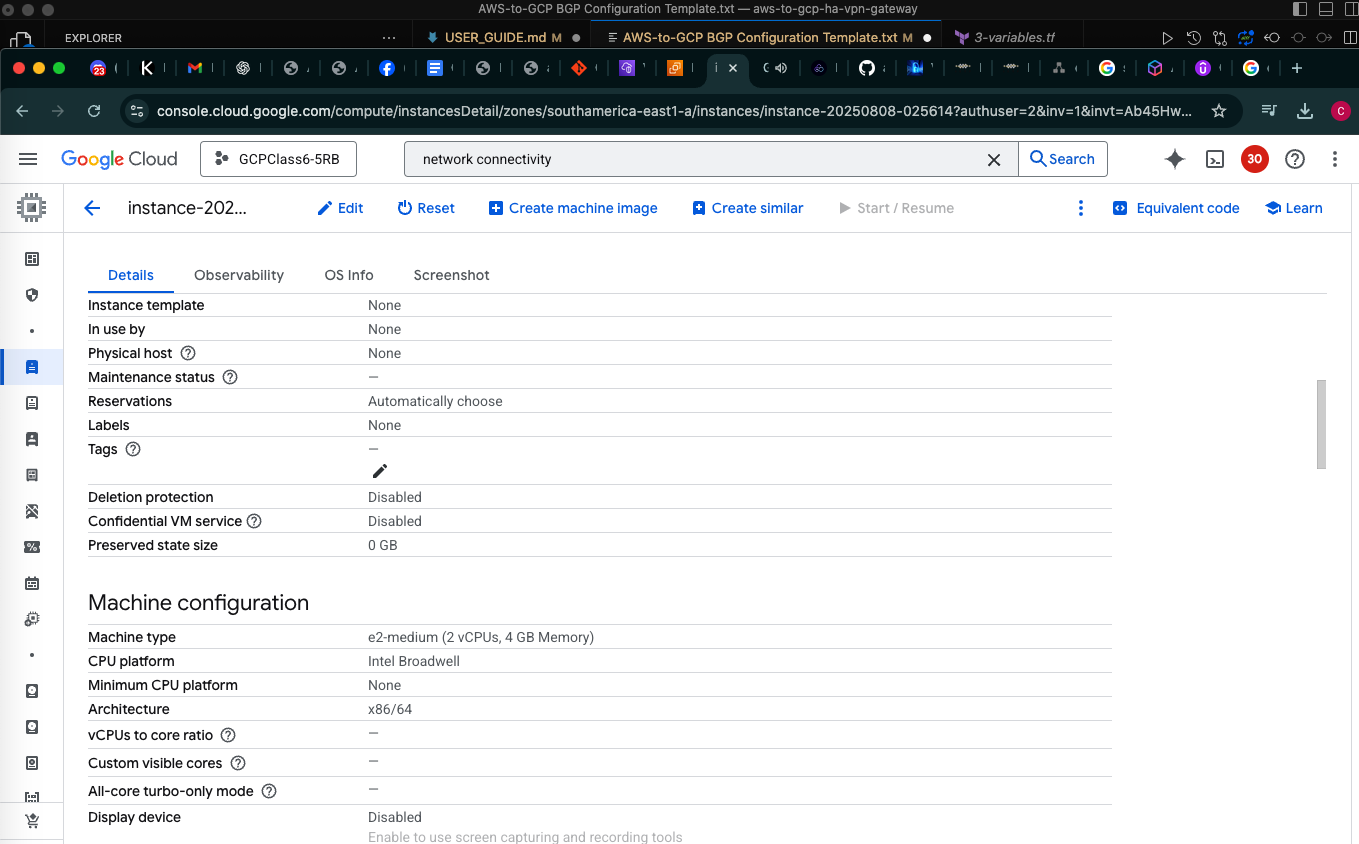 AWS-to-GCP BGP Configuration Template.txt — aws-to-gcp-ha-vpn-gateway
EXPLORER
USER_GUIDE.md M
AWS-to-GCP BGP Configuration Template.txt M
3-variables.tf
23
console.cloud.google.com/compute/instancesDetail/zones/southamerica-east1-a/instances/instance-20250808-025614?authuser=2&inv=1&invt=Ab45Hw...
C
Google Cloud
GCPClass6-5RB
network connectivity
Search
30
instance-202...
Edit
Reset
Create machine image
Create similar
Start / Resume
Equivalent code
Learn
Details
Observability
OS Info
Screenshot
Instance template None
In use by None
Physical host None
Maintenance status —
Reservations Automatically choose
Labels None
Tags —
Deletion protection Disabled
Confidential VM service Disabled
Preserved state size 0 GB
Machine configuration
Machine type e2-medium (2 vCPUs, 4 GB Memory)
CPU platform Intel Broadwell
Minimum CPU platform None
Architecture x86/64
vCPUs to core ratio —
Custom visible cores —
All-core turbo-only mode —
Display device Disabled
Enable to use screen capturing and recording tools